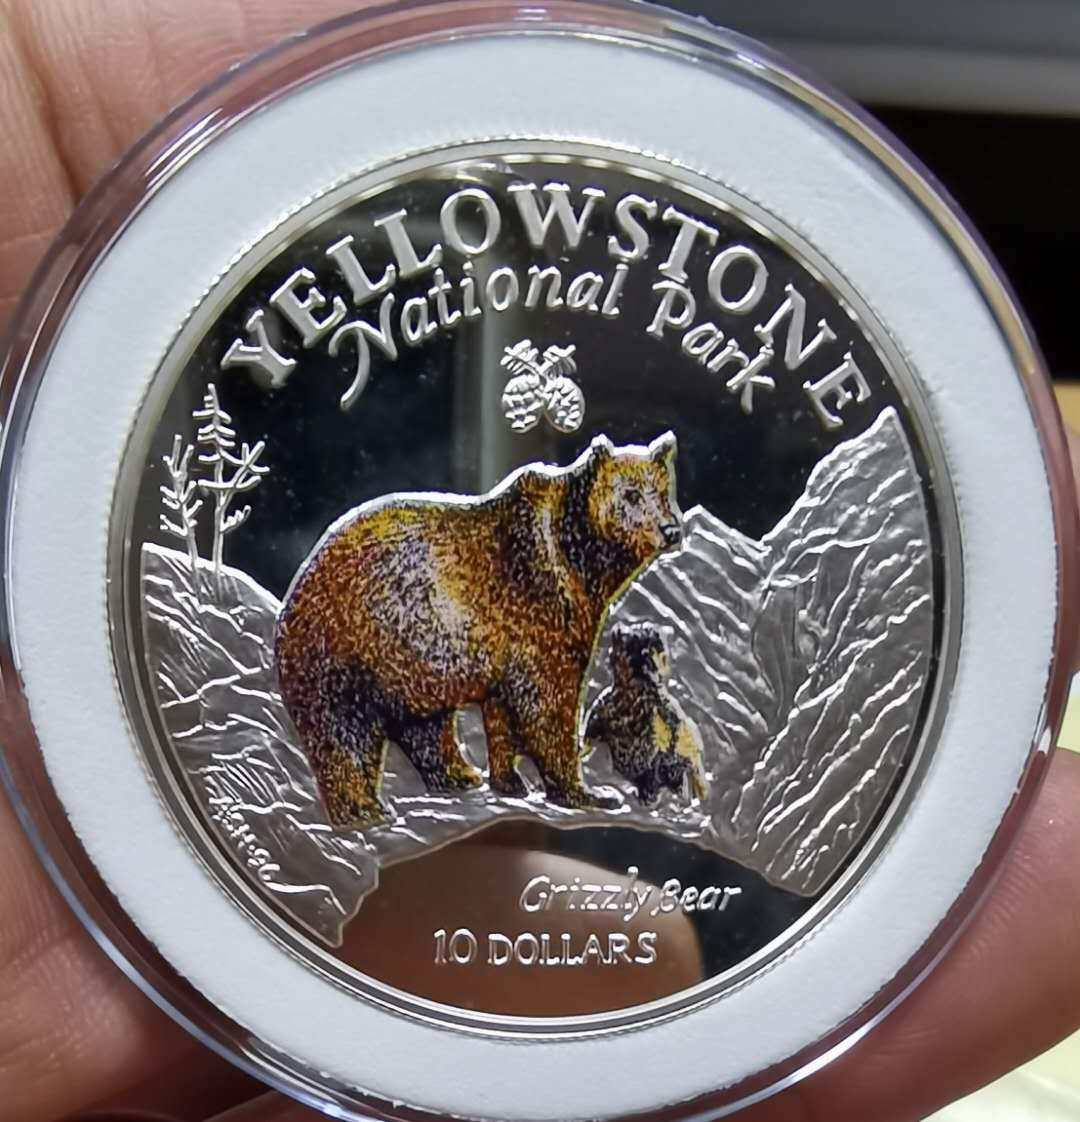 YELLOWSTONE
National Park
Grizzly Bear
10 DOLLARS